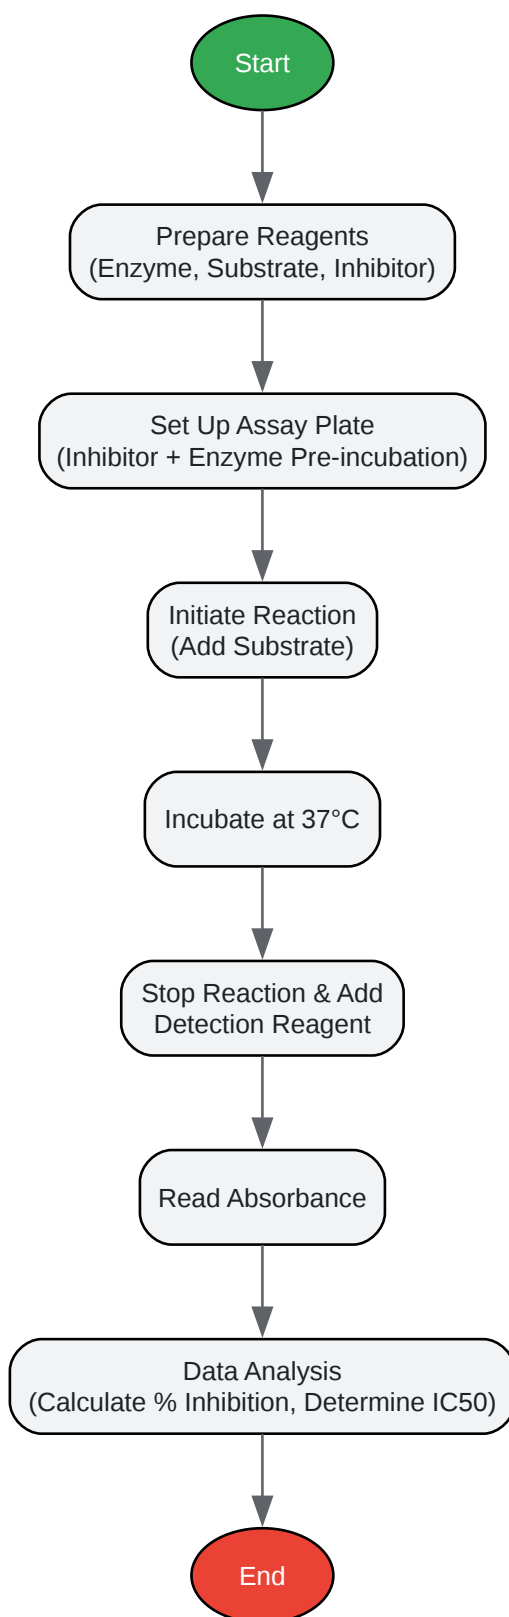 Start
Prepare Reagents
(Enzyme, Substrate, Inhibitor)
Set Up Assay Plate
(Inhibitor + Enzyme Pre-incubation)
Initiate Reaction
(Add Substrate)
Incubate at 37°C
Stop Reaction & Add
Detection Reagent
Read Absorbance
Data Analysis
(Calculate % Inhibition, Determine IC50)
End